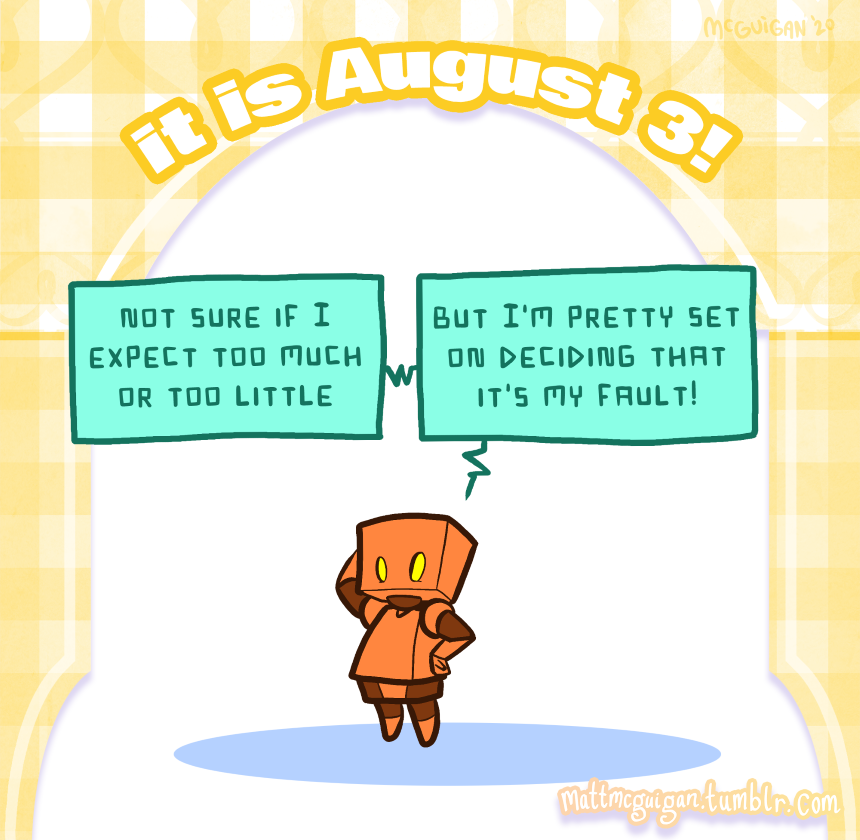 McGUiGAN '20
it is August 3!
NOT SURE IF I
EXPECT TOO MUCH
OR TOO LITTLE
BUT I'M PRETTY SET
ON DECIDING THAT
IT'S MY FAULT!
mattmcguigan.tumblr.com